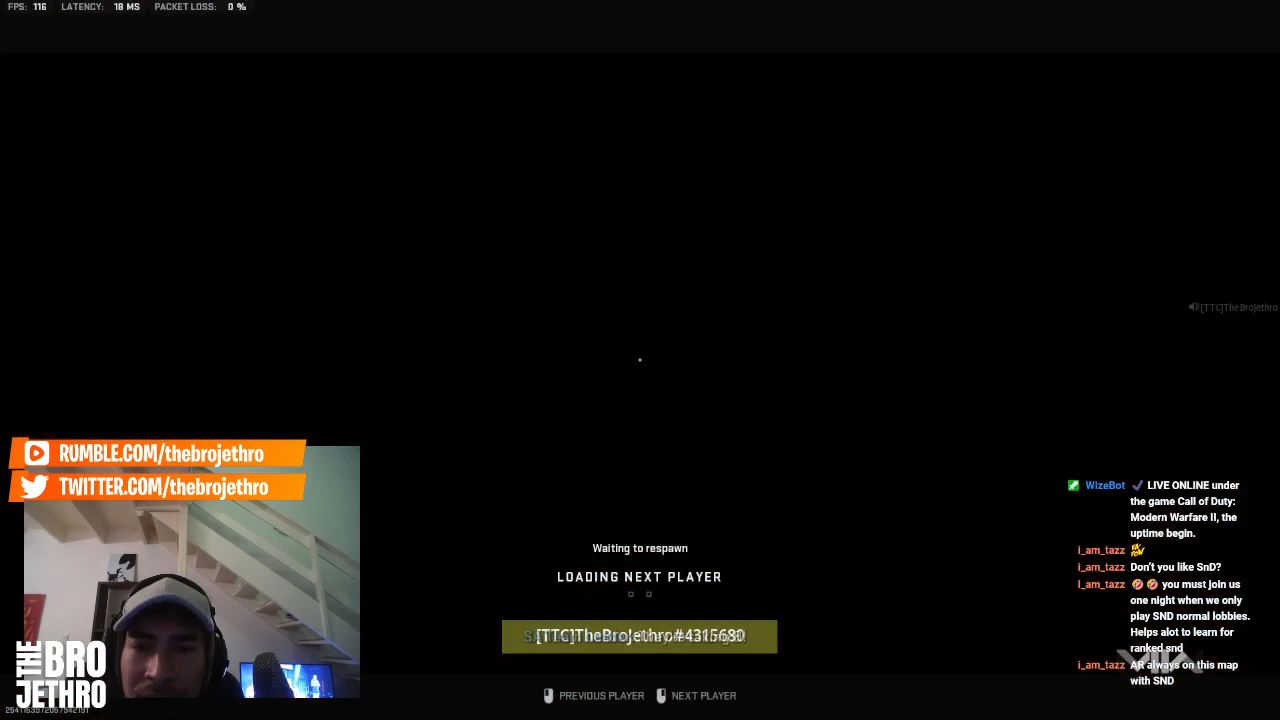 FPS: 116 LATENCY: 18 MS PACKET LOSS: 0 %
[TTC]TheBroJethro
RUMBLE.COM/thebrojethro
TWITTER.COM/thebrojethro
WizeBot ✔ LIVE ONLINE under
the game Call of Duty:
Modern Warfare II, the
uptime begin.
i_am_tazz
i_am_tazz Don't you like SnD?
i_am_tazz 🤣 🤣 you must join us
one night when we only
play SND normal lobbies.
Helps alot to learn for
ranked snd
i_am_tazz AR always on this map
with SND
Waiting to respawn
LOADING NEXT PLAYER
[TTC]TheBroJethro#4315680
PREVIOUS PLAYER NEXT PLAYER
THE BRO
JETHRO